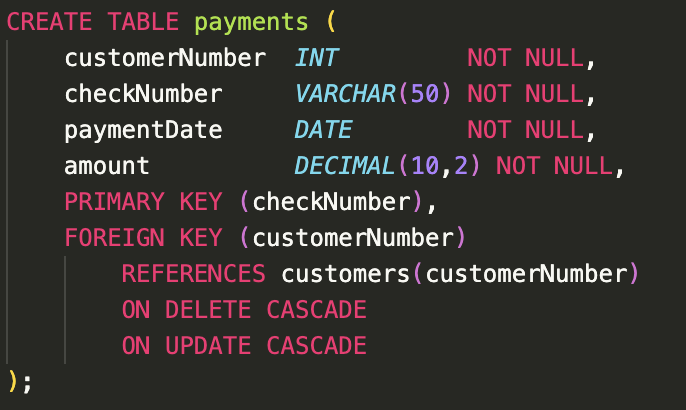 CREATE TABLE payments (
    customerNumber  INT         NOT NULL,
    checkNumber     VARCHAR(50) NOT NULL,
    paymentDate     DATE        NOT NULL,
    amount          DECIMAL(10,2) NOT NULL,
    PRIMARY KEY (checkNumber),
    FOREIGN KEY (customerNumber)
        REFERENCES customers(customerNumber)
        ON DELETE CASCADE
        ON UPDATE CASCADE
);